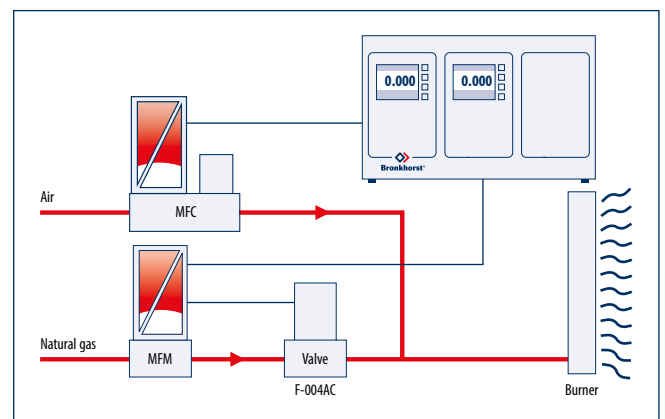 0.000
0.000
Bronkhorst®
Air
MFC
Natural gas
MFM
Valve
F-004AC
Burner